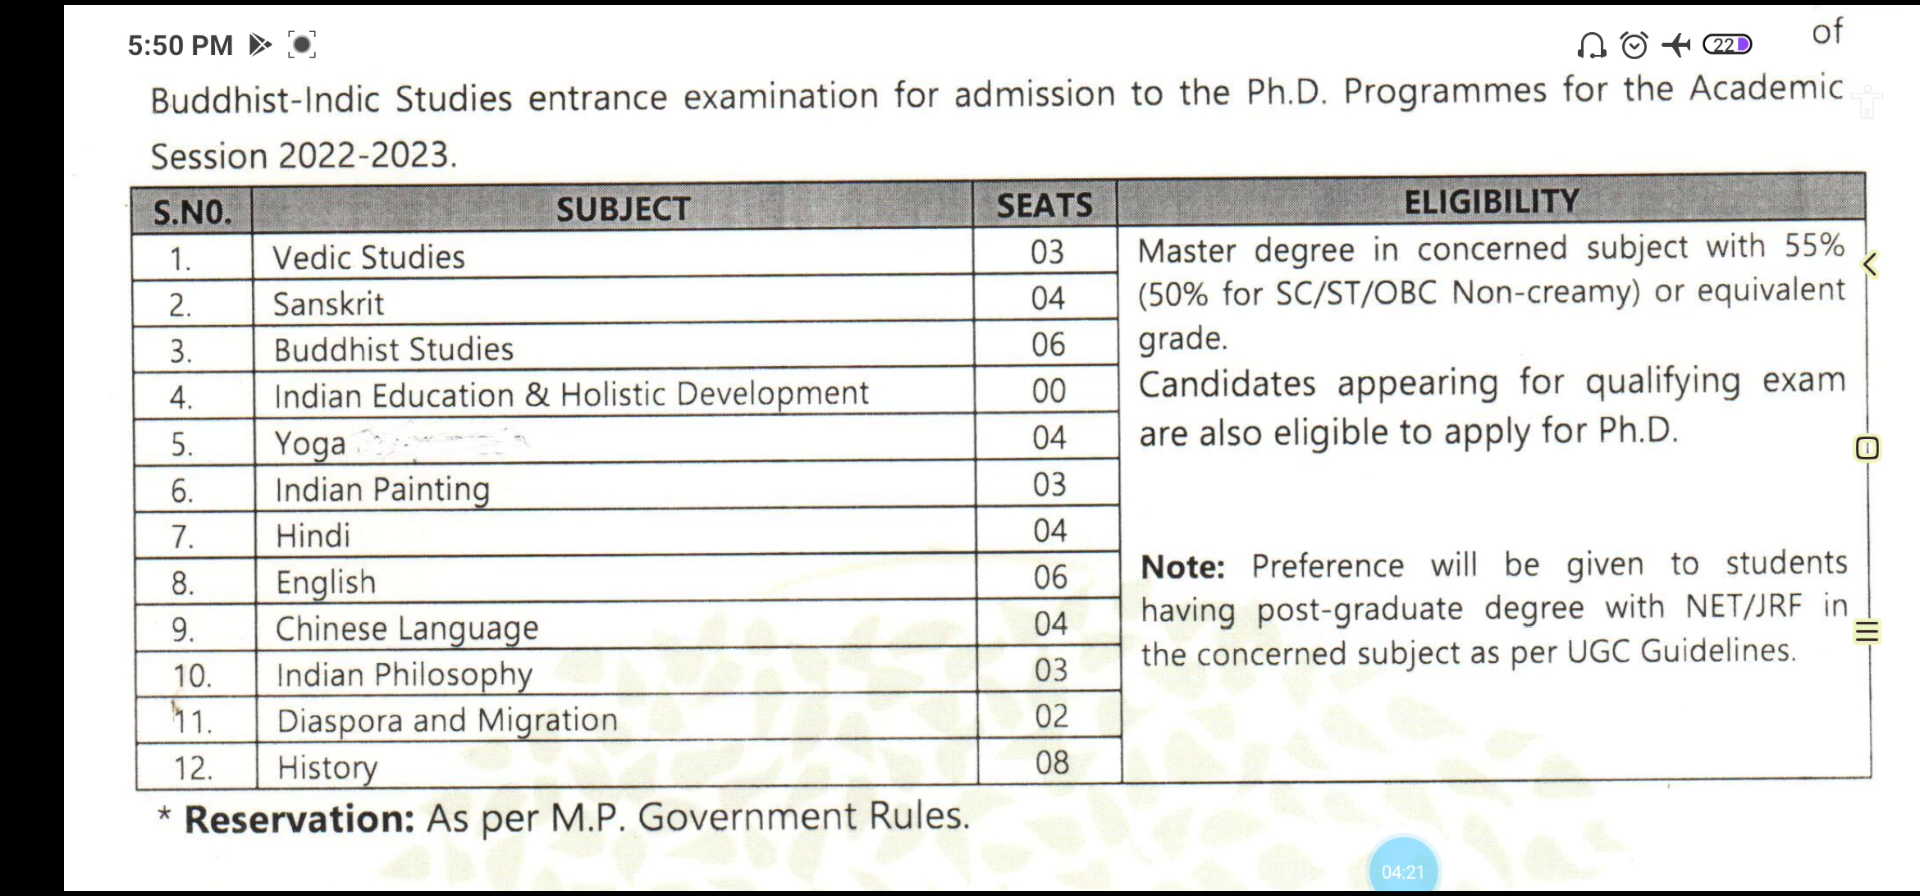 5:50 PM
22
of
Buddhist-Indic Studies entrance examination for admission to the Ph.D. Programmes for the Academic
Session 2022-2023.
S.N0. SUBJECT SEATS ELIGIBILITY
1. Vedic Studies 03
2. Sanskrit 04
3. Buddhist Studies 06
4. Indian Education & Holistic Development 00
5. Yoga 04
6. Indian Painting 03
7. Hindi 04
8. English 06
9. Chinese Language 04
10. Indian Philosophy 03
11. Diaspora and Migration 02
12. History 08
Master degree in concerned subject with 55%
(50% for SC/ST/OBC Non-creamy) or equivalent
grade.
Candidates appearing for qualifying exam
are also eligible to apply for Ph.D.
Note: Preference will be given to students
having post-graduate degree with NET/JRF in
the concerned subject as per UGC Guidelines.
* Reservation: As per M.P. Government Rules.
04:21